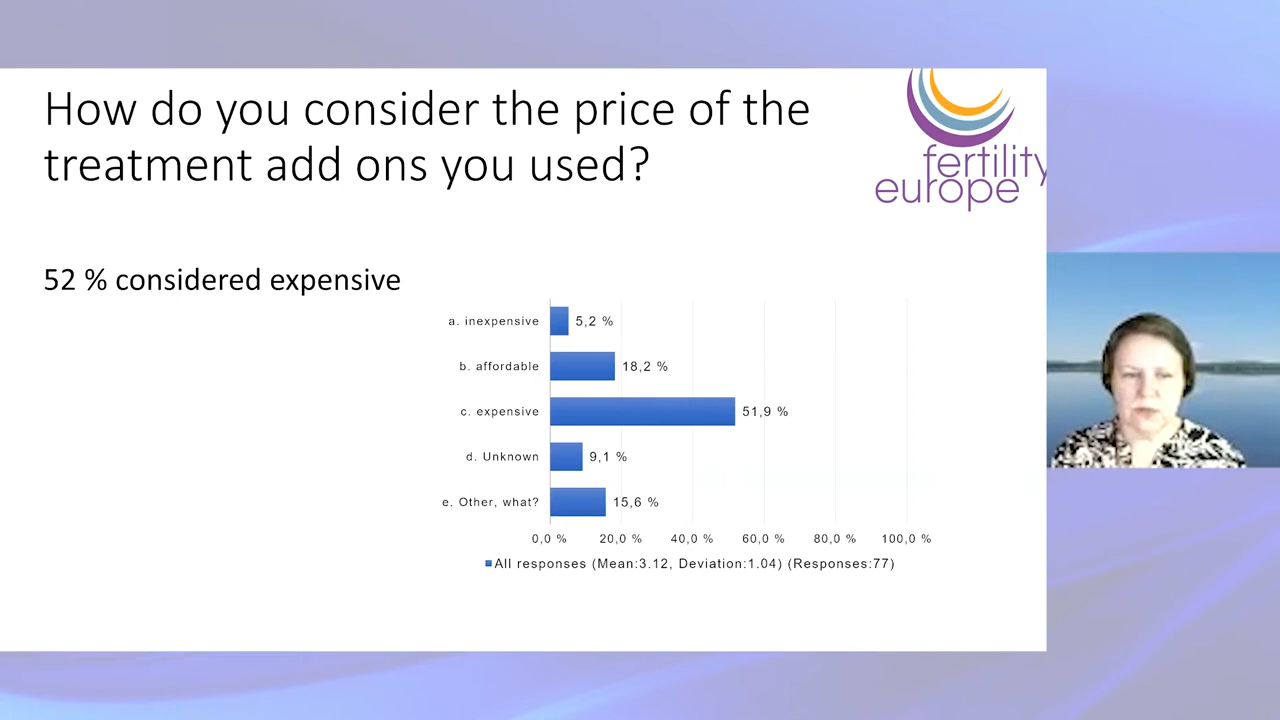 How do you consider the price of the
treatment add ons you used?
fertility
europe
52 % considered expensive
a. inexpensive 5,2 %
b. affordable 18,2 %
c. expensive 51,9 %
d. Unknown 9,1 %
e. Other, what? 15,6 %
0,0 % 20,0 % 40,0 % 60,0 % 80,0 % 100,0 %
All responses (Mean:3.12, Deviation:1.04) (Responses:77)